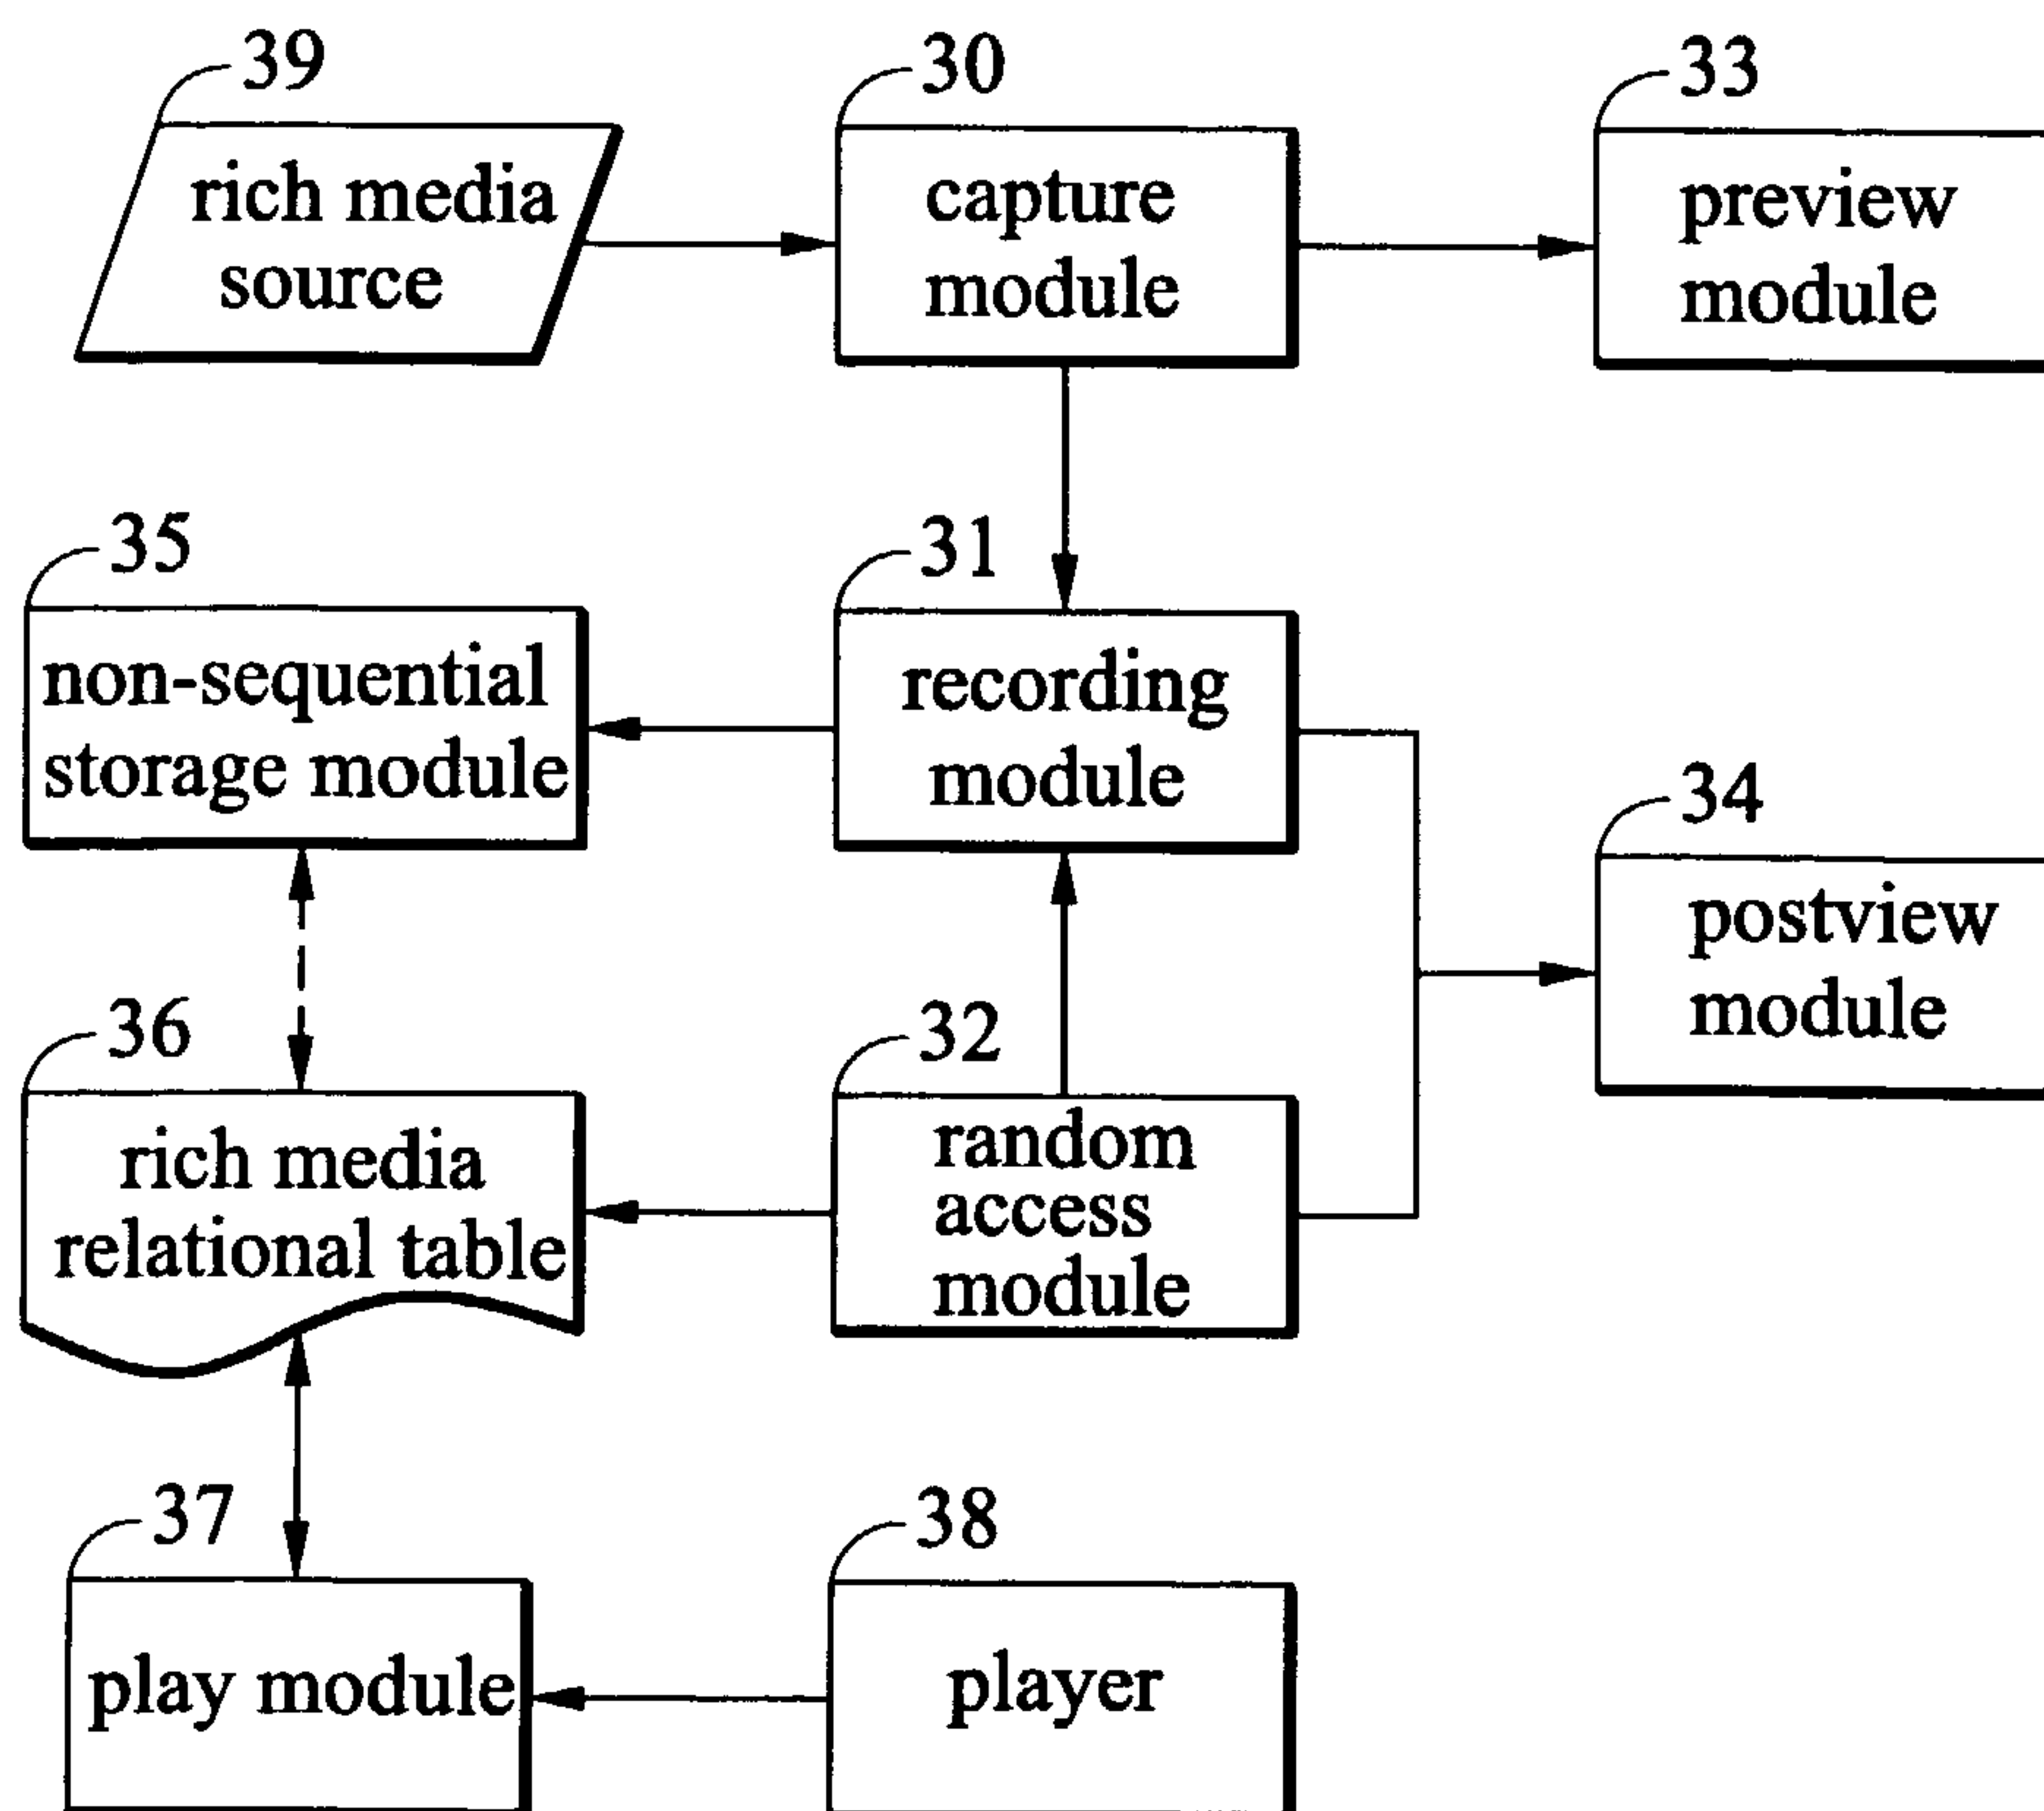 39
rich media
source
30
capture
module
33
preview
module
35
non-sequential
storage module
31
recording
module
34
postview
module
36
rich media
relational table
32
random
access
module
37
play module
38
player